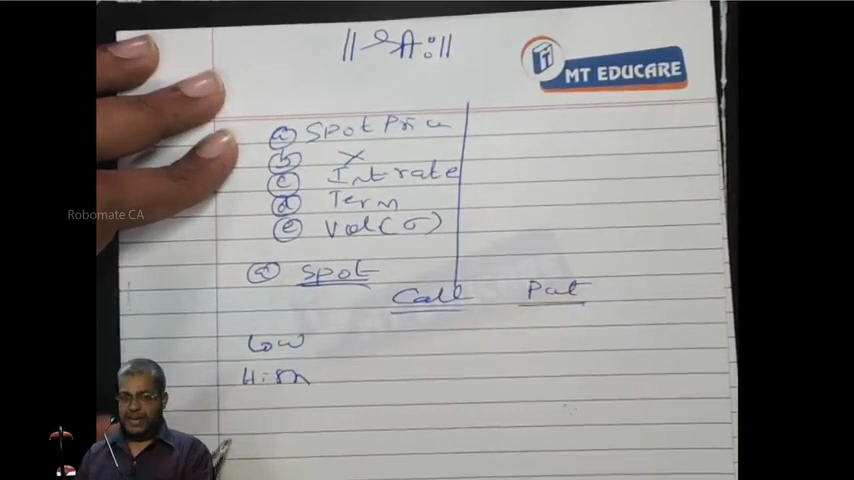 MT EDUCARE
(a) Spot Price
(b) X
(c) Int rate
(d) Term
(e) Vol (σ)
Robomate CA
(a) Spot
Call Put
Low
High